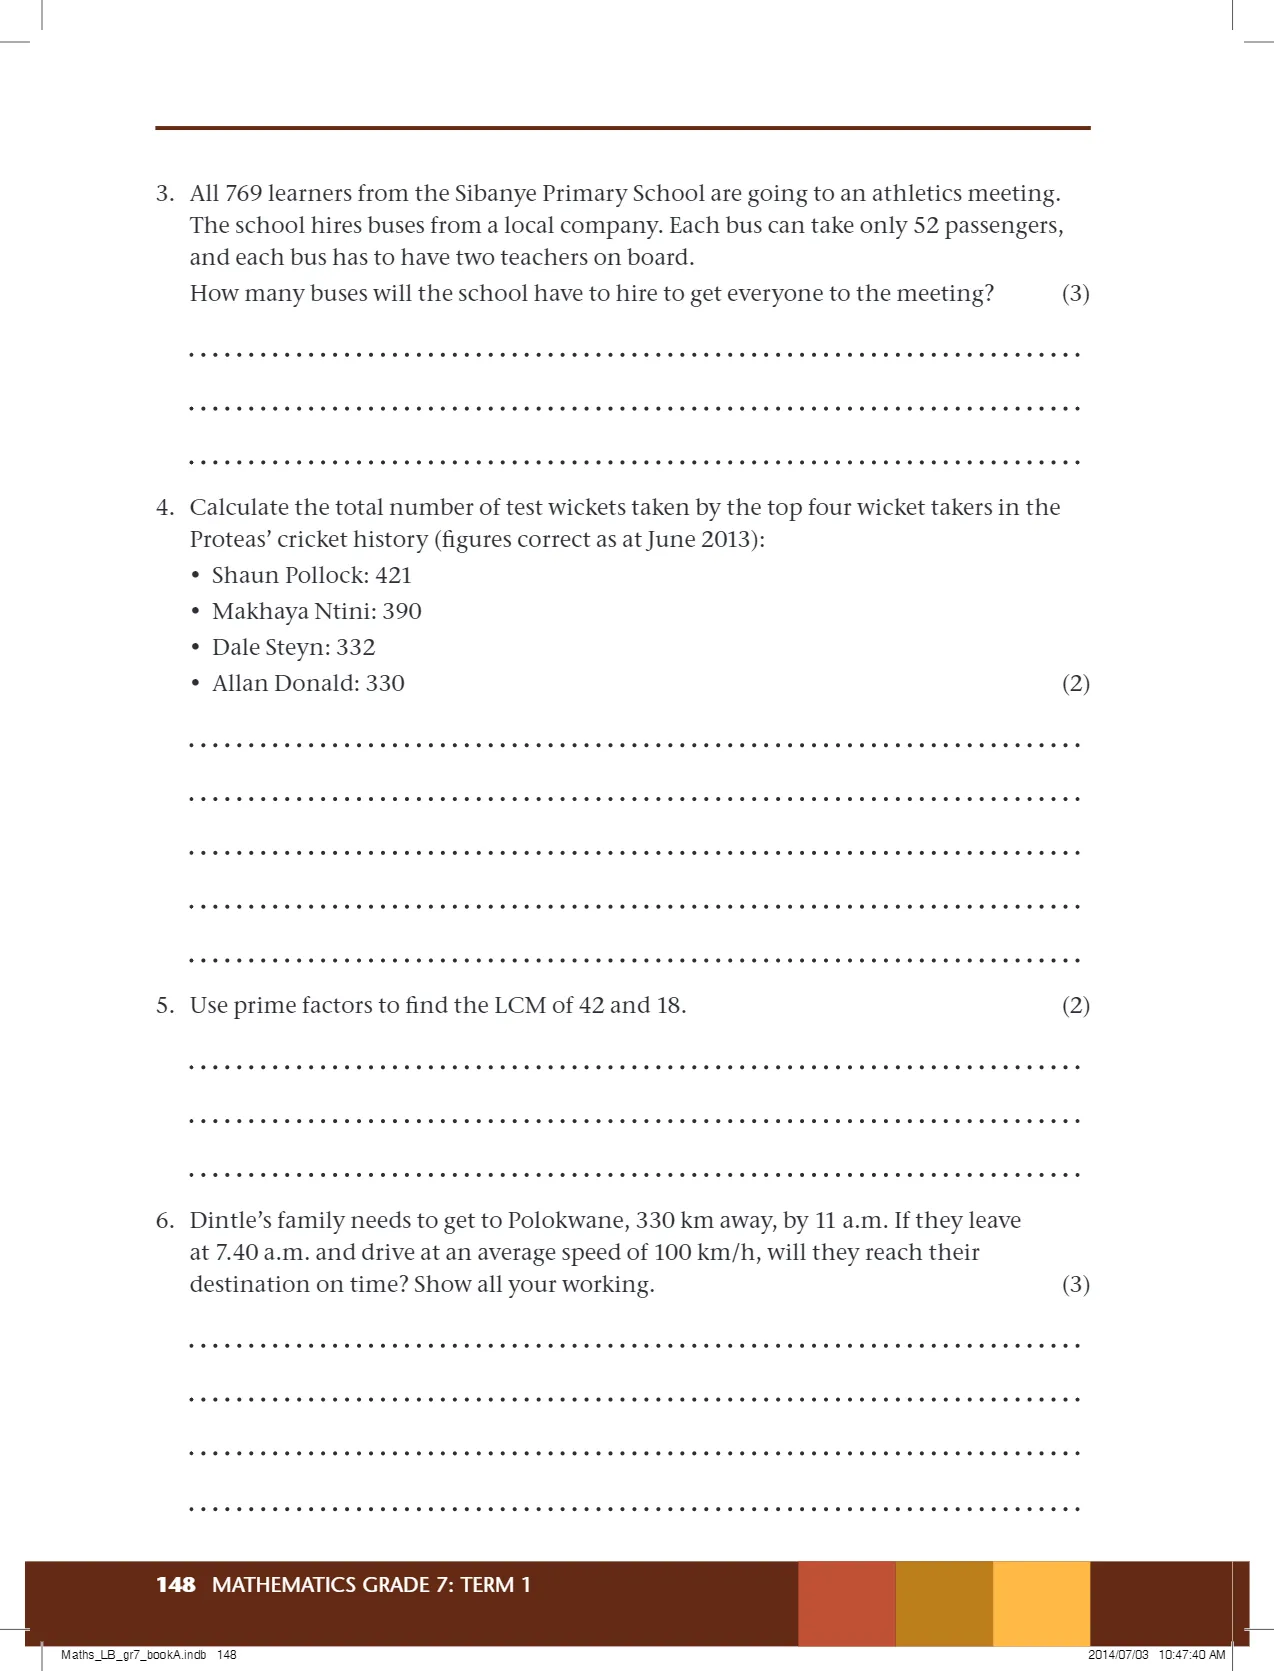 3. All 769 learners from the Sibanye Primary School are going to an athletics meeting.
The school hires buses from a local company. Each bus can take only 52 passengers,
and each bus has to have two teachers on board.
How many buses will the school have to hire to get everyone to the meeting? (3)
4. Calculate the total number of test wickets taken by the top four wicket takers in the
Proteas’ cricket history (figures correct as at June 2013):
• Shaun Pollock: 421
• Makhaya Ntini: 390
• Dale Steyn: 332
• Allan Donald: 330 (2)
5. Use prime factors to find the LCM of 42 and 18. (2)
6. Dintle’s family needs to get to Polokwane, 330 km away, by 11 a.m. If they leave
at 7.40 a.m. and drive at an average speed of 100 km/h, will they reach their
destination on time? Show all your working. (3)
148 MATHEMATICS GRADE 7: TERM 1
Maths_LB_gr7_bookA.indb 148 2014/07/03 10:47:40 AM